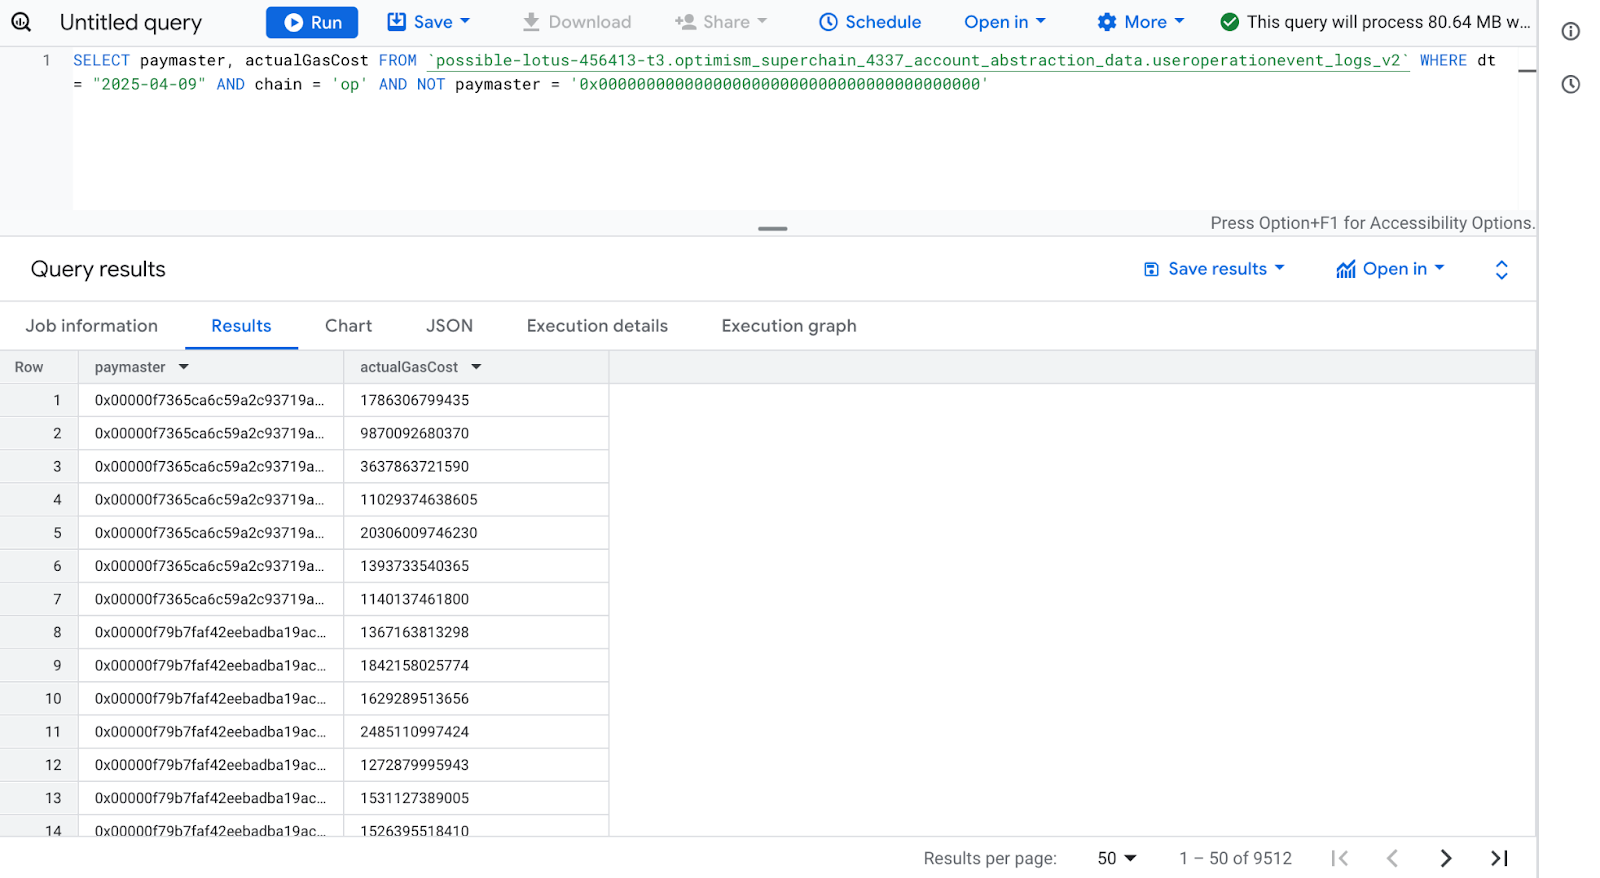 Untitled query Run Save Download Share Schedule Open in More This query will process 80.64 MB w...
1 SELECT paymaster, actualGasCost FROM `possible-lotus-456413-t3.optimism_superchain_4337_account_abstraction_data.useroperationevent_logs_v2` WHERE dt
= "2025-04-09" AND chain = 'op' AND NOT paymaster = '0x0000000000000000000000000000000000000000'
Press Option+F1 for Accessibility Options.
Query results Save results Open in
Job information Results Chart JSON Execution details Execution graph
Row paymaster actualGasCost
1 0x00000f7365ca6c59a2c93719a... 1786306799435
2 0x00000f7365ca6c59a2c93719a... 9870092680370
3 0x00000f7365ca6c59a2c93719a... 3637863721590
4 0x00000f7365ca6c59a2c93719a... 11029374638605
5 0x00000f7365ca6c59a2c93719a... 20306009746230
6 0x00000f7365ca6c59a2c93719a... 1393733540365
7 0x00000f7365ca6c59a2c93719a... 1140137461800
8 0x00000f79b7faf42eebadba19ac... 1367163813298
9 0x00000f79b7faf42eebadba19ac... 1842158025774
10 0x00000f79b7faf42eebadba19ac... 1629289513656
11 0x00000f79b7faf42eebadba19ac... 2485110997424
12 0x00000f79b7faf42eebadba19ac... 1272879995943
13 0x00000f79b7faf42eebadba19ac... 1531127389005
14 0x00000f79b7faf42eebadba19ac... 1526395518410
Results per page: 50 1 – 50 of 9512